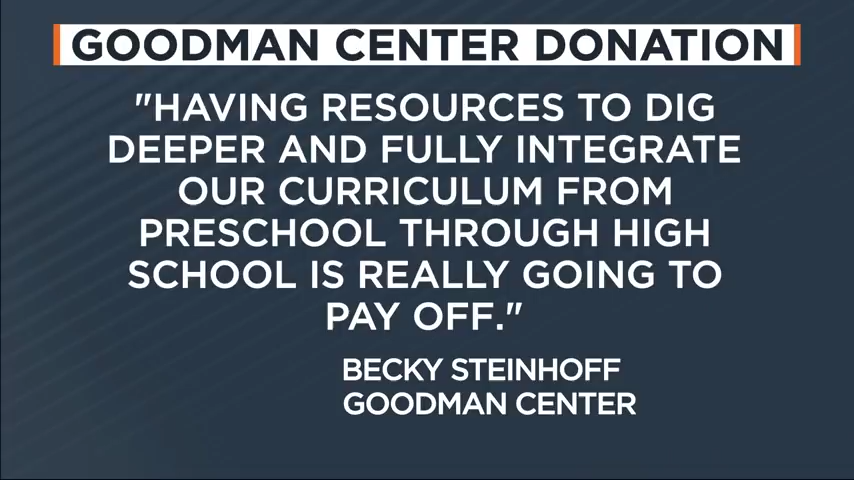 GOODMAN CENTER DONATION
"HAVING RESOURCES TO DIG
DEEPER AND FULLY INTEGRATE
OUR CURRICULUM FROM
PRESCHOOL THROUGH HIGH
SCHOOL IS REALLY GOING TO
PAY OFF."
BECKY STEINHOFF
GOODMAN CENTER